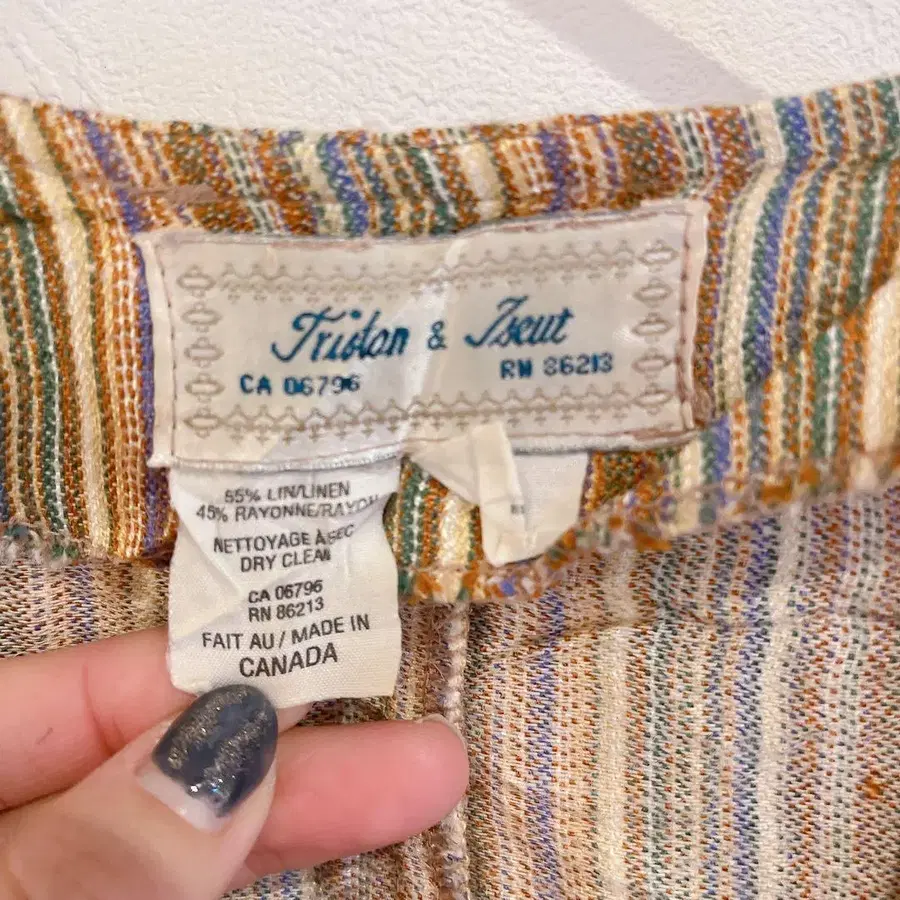 Tristan & Iseut
CA 06796 RN 86213
55% LIN/LINEN
45% RAYONNE/RAYON
NETTOYAGE À SEC
DRY CLEAN
CA 06796
RN 86213
FAIT AU / MADE IN
CANADA